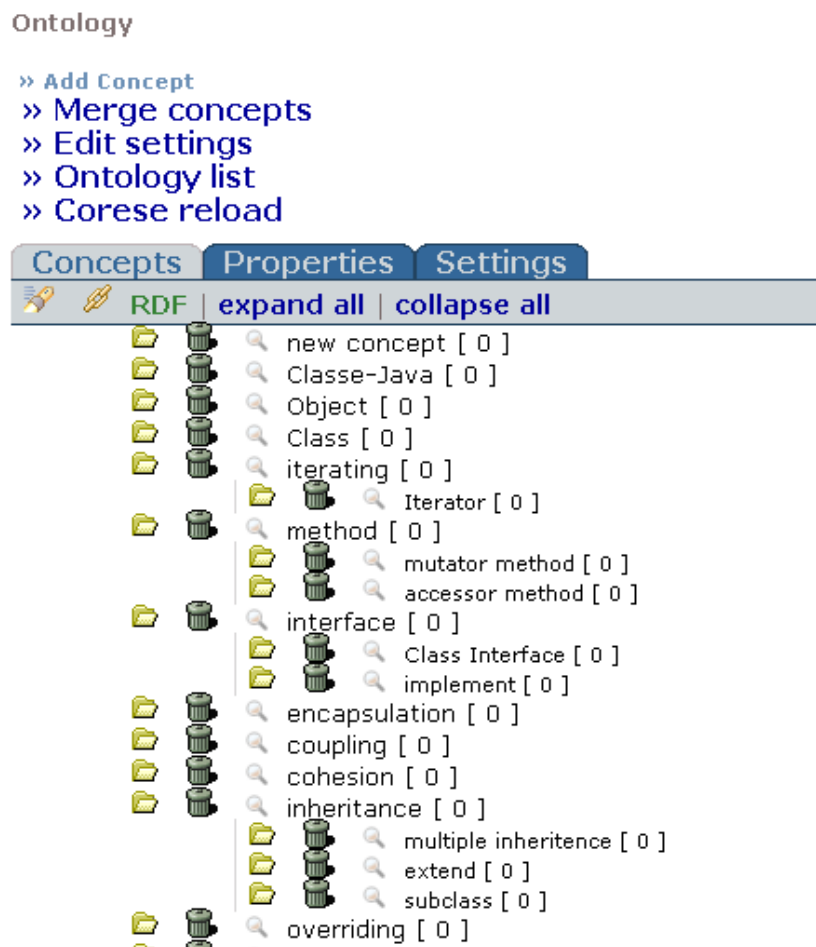 Ontology
» Add Concept
» Merge concepts
» Edit settings
» Ontology list
» Corese reload
Concepts Properties Settings
RDF | expand all | collapse all
new concept [ 0 ]
Classe-Java [ 0 ]
Object [ 0 ]
Class [ 0 ]
iterating [ 0 ]
Iterator [ 0 ]
method [ 0 ]
mutator method [ 0 ]
accessor method [ 0 ]
interface [ 0 ]
Class Interface [ 0 ]
implement [ 0 ]
encapsulation [ 0 ]
coupling [ 0 ]
cohesion [ 0 ]
inheritance [ 0 ]
multiple inheritence [ 0 ]
extend [ 0 ]
subclass [ 0 ]
overriding [ 0 ]